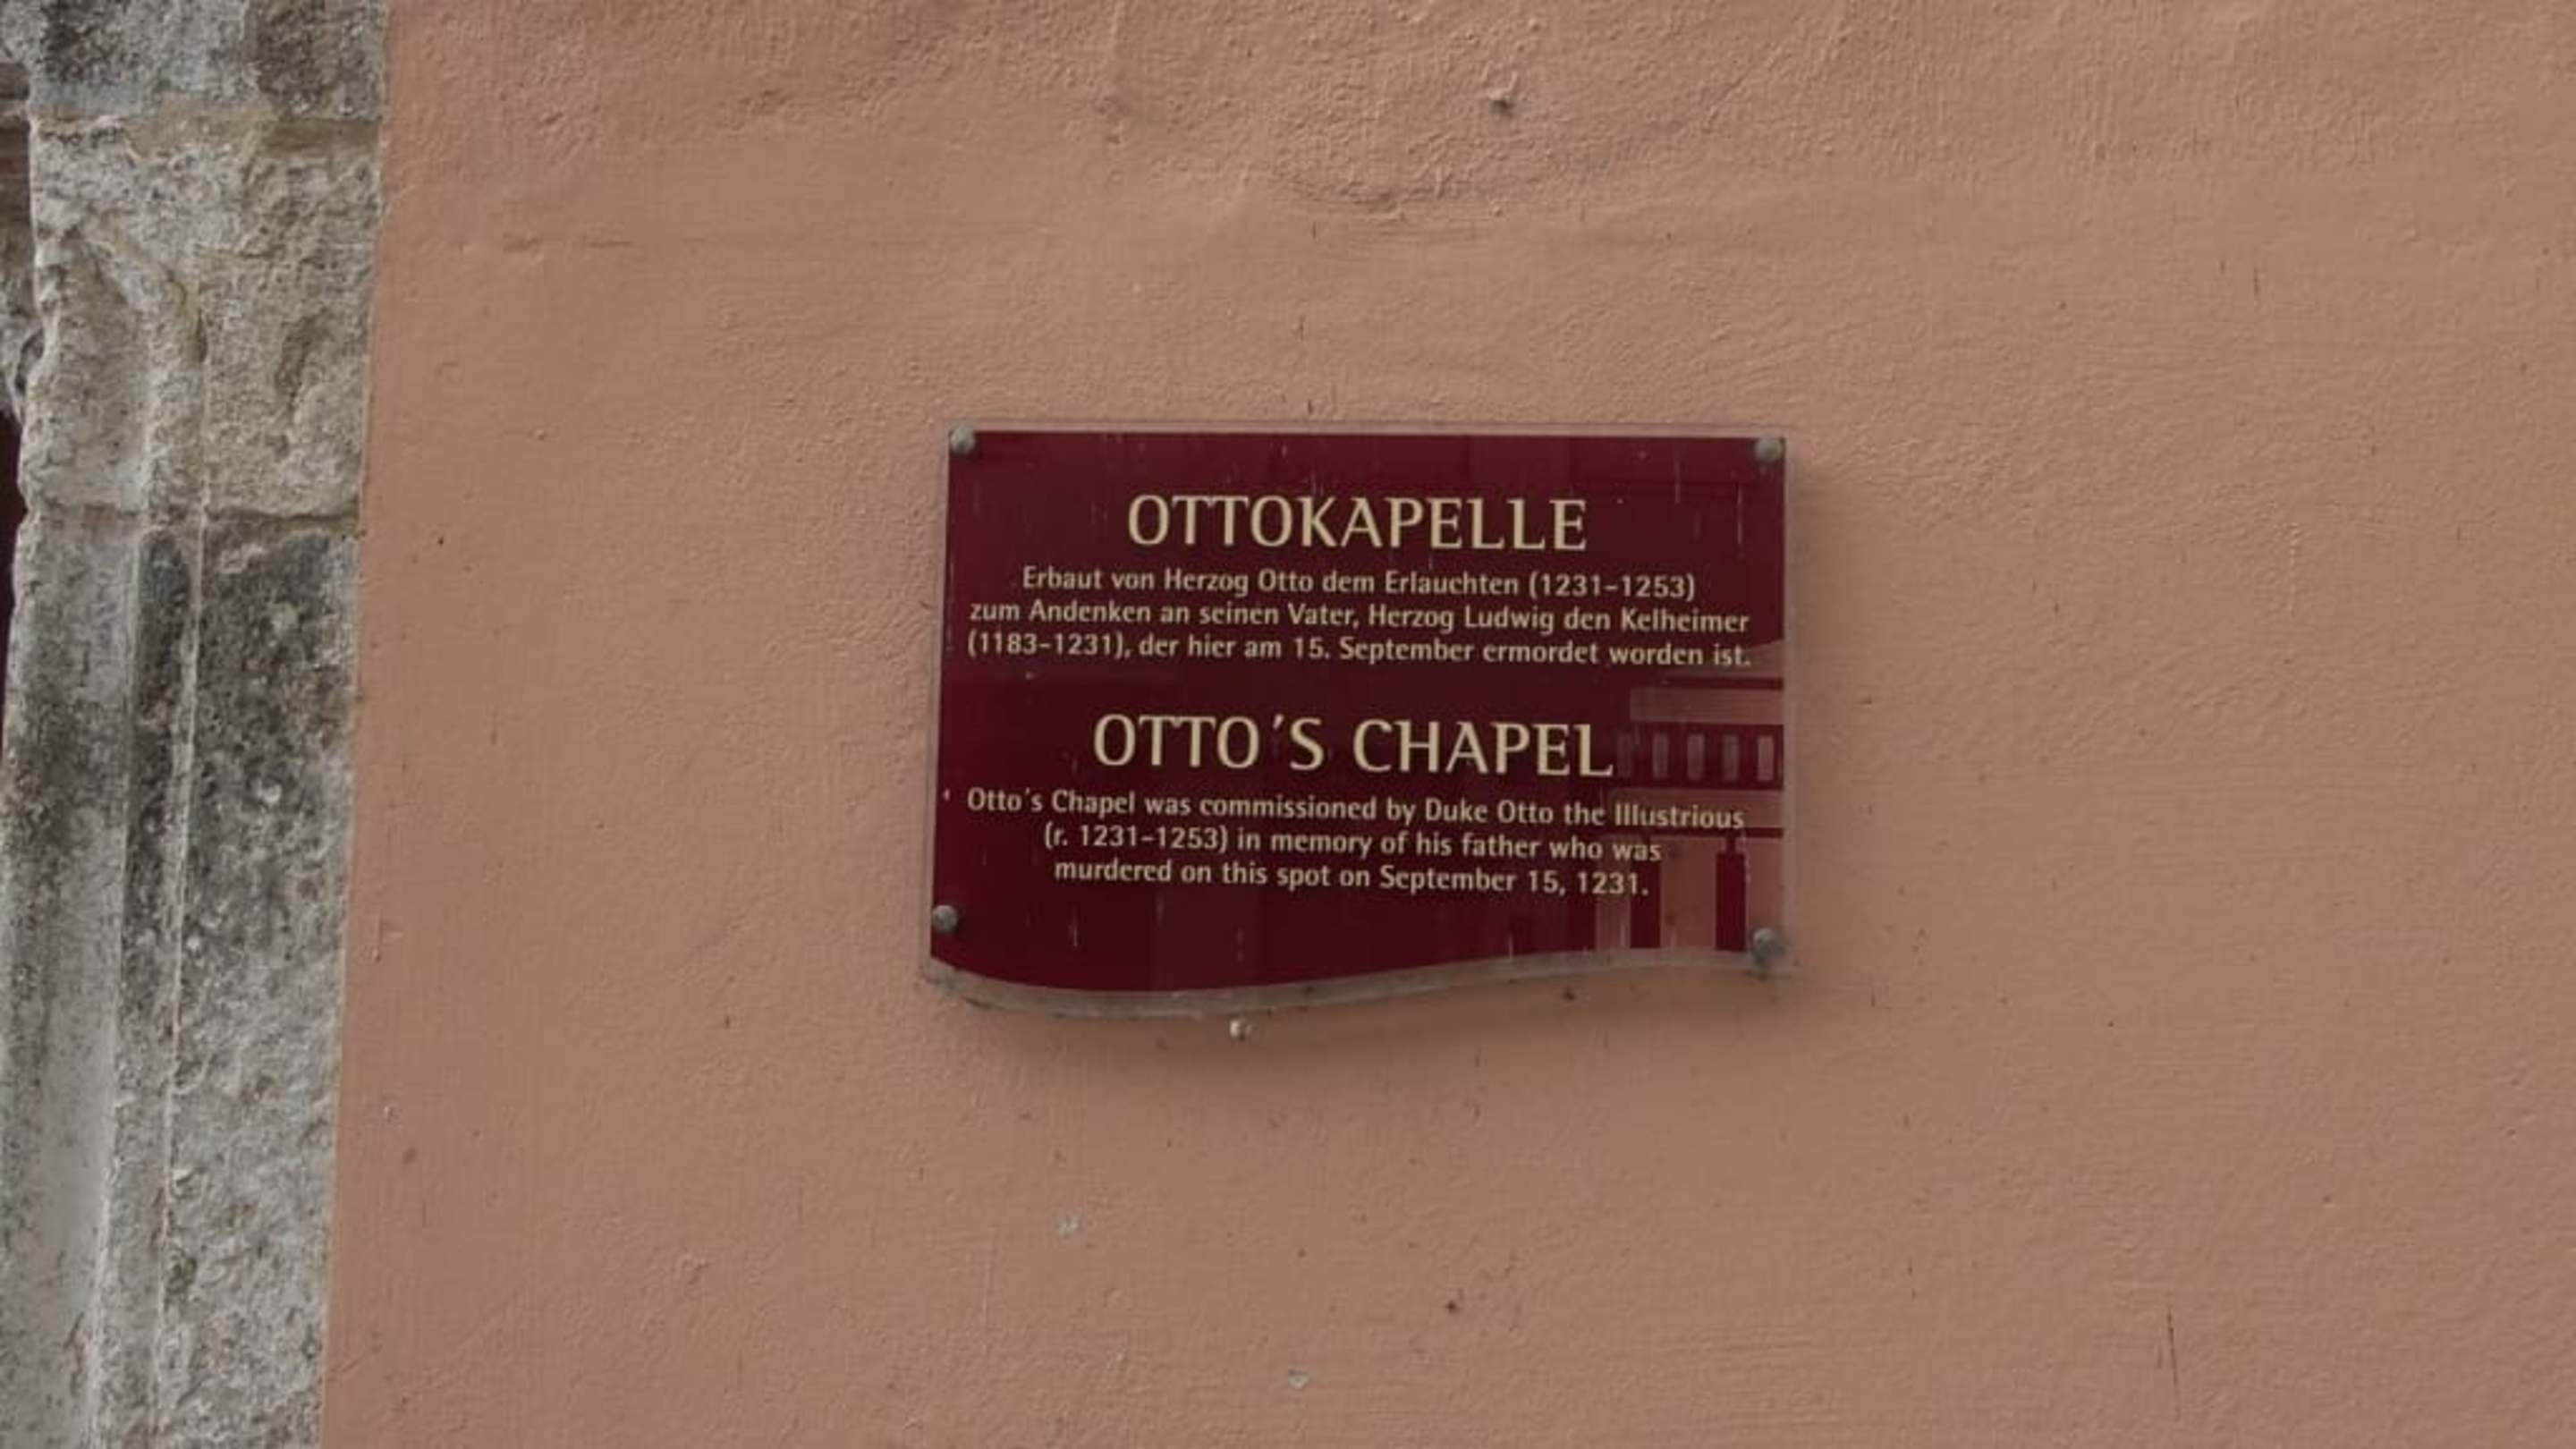 OTTOKAPELLE
Erbaut von Herzog Otto dem Erlauchten (1231-1253)
zum Andenken an seinen Vater, Herzog Ludwig den Kelheimer
(1183-1231), der hier am 15. September ermordet worden ist.
OTTO´S CHAPEL
Otto´s Chapel was commissioned by Duke Otto the Illustrious
(r. 1231-1253) in memory of his father who was
murdered on this spot on September 15, 1231.